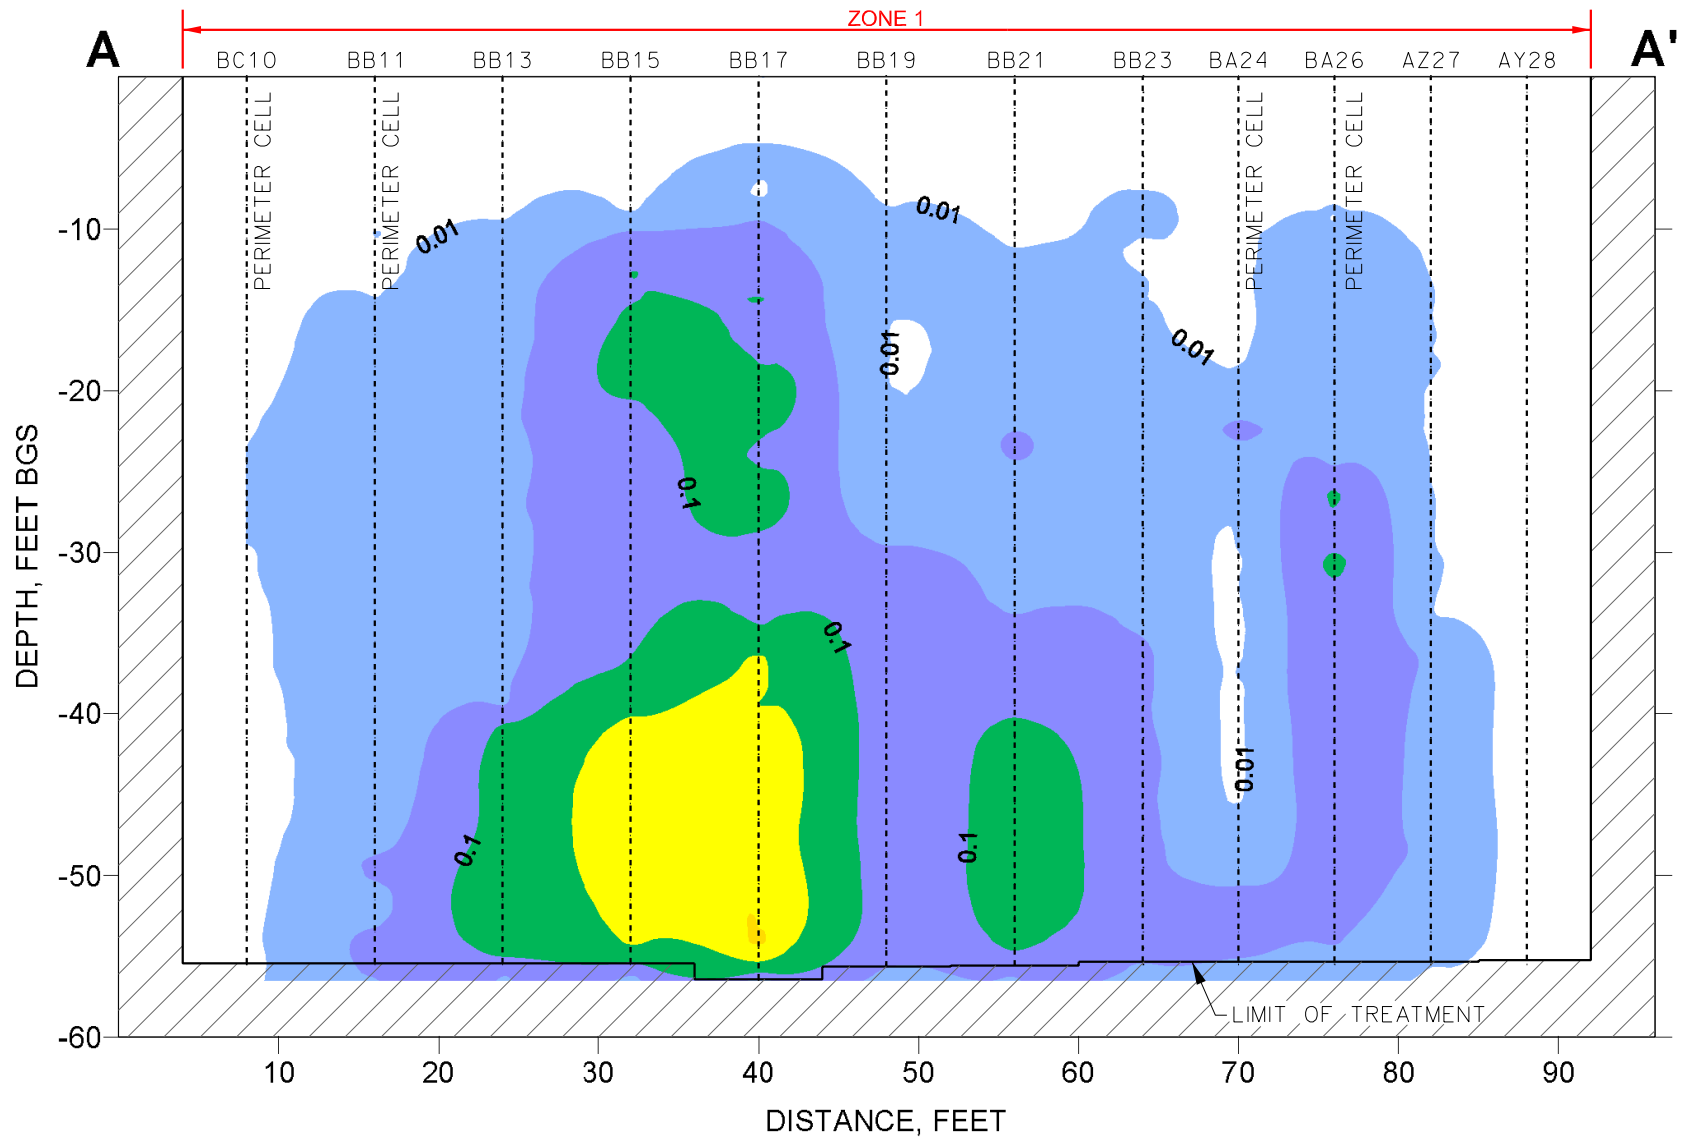 ZONE 1
A
A'
BC10
BB11
BB13
BB15
BB17
BB19
BB21
BB23
BA24
BA26
AZ27
AY28
PERIMETER CELL
PERIMETER CELL
PERIMETER CELL
PERIMETER CELL
0.01
0.01
0.01
0.01
0.1
0.1
0.1
0.1
0.01
-10
-20
-30
-40
-50
-60
DEPTH, FEET BGS
LIMIT OF TREATMENT
10
20
30
40
50
60
70
80
90
DISTANCE, FEET